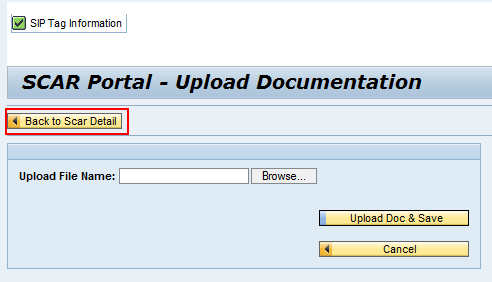 SIP Tag Information
SCAR Portal - Upload Documentation
Back to Scar Detail
Upload File Name: Browse...
Upload Doc & Save
Cancel